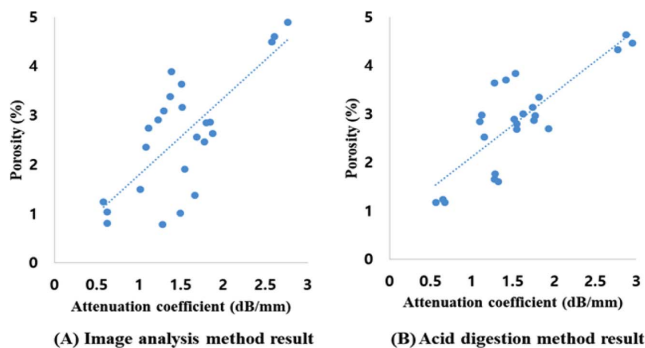 5
4
3
2
1
0
Porosity (%)
0 0.5 1 1.5 2 2.5 3
Attenuation coefficient (dB/mm)
(A) Image analysis method result
5
4
3
2
1
0
Porosity (%)
0 0.5 1 1.5 2 2.5 3
Attenuation coefficient (dB/mm)
(B) Acid digestion method result